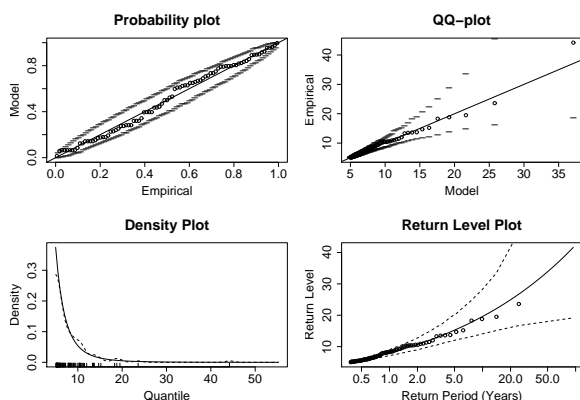 Probability plot
Model
0.0 0.4 0.8
0.0 0.2 0.4 0.6 0.8 1.0
Empirical
QQ−plot
Empirical
10 20 30 40
5 10 15 20 25 30 35
Model
Density Plot
Density
0.0 0.1 0.2 0.3
10 20 30 40 50
Quantile
Return Level Plot
Return Level
10 20 30 40
0.5 1.0 2.0 5.0 20.0 50.0
Return Period (Years)